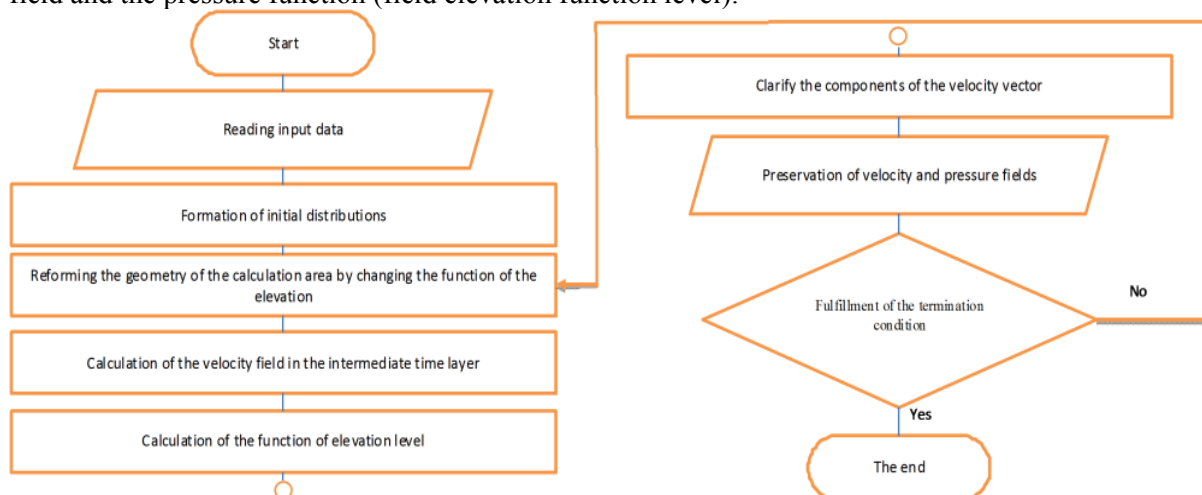 field and the pressure function (field elevation function level).
Start
Reading input data
Formation of initial distributions
Reforming the geometry of the calculation area by changing the function of the
elevation
Calculation of the velocity field in the intermediate time layer
Calculation of the function of elevation level
Clarify the components of the velocity vector
Preservation of velocity and pressure fields
Fulfillment of the termination
condition
No
Yes
The end